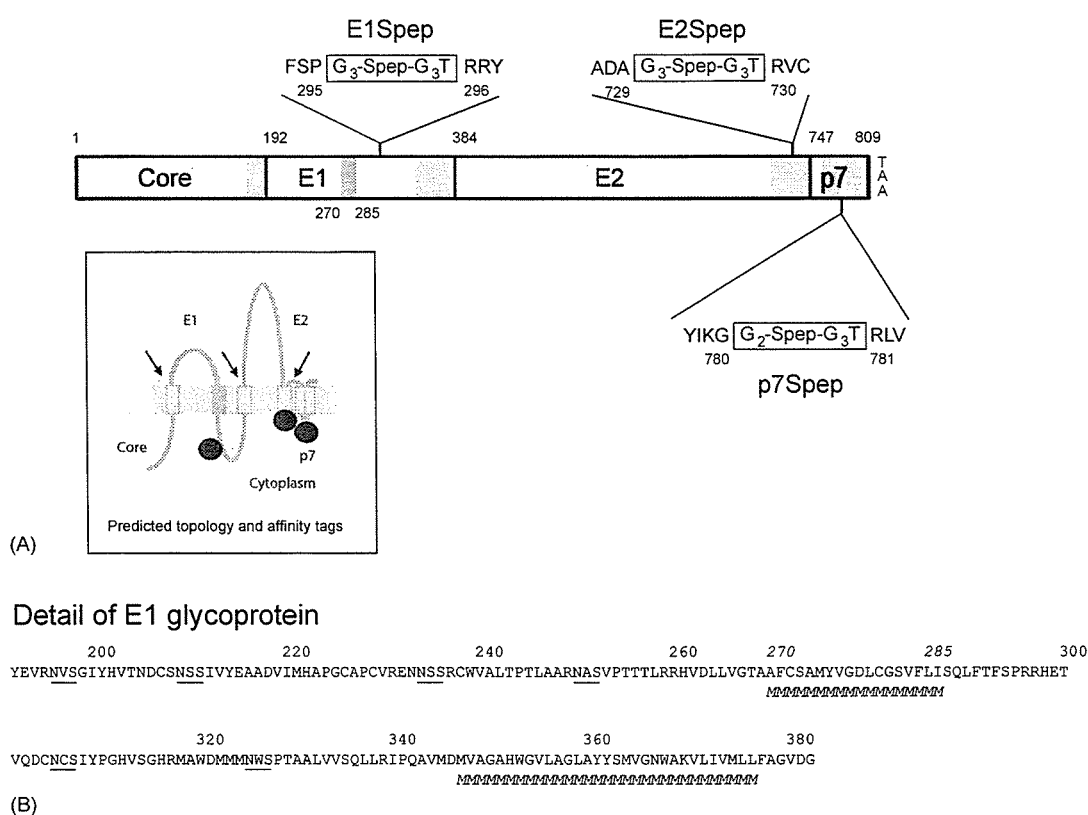 E1Spep
E2Spep
FSP G3-Spep-G3T RRY
295 296
ADA G3-Spep-G3T RVC
729 730
1 192 384 747 809
Core E1 E2 p7
T
A
A
270 285
YIKG G2-Spep-G3T RLV
780 781
p7Spep
E1 E2
Core
p7
Cytoplasm
Predicted topology and affinity tags
(A)
Detail of E1 glycoprotein
200 220 240 260 270 285 300
YEVRNVSGIYHVTNDCSNSSIVYEAADVIMHAPGCAPCVRENNSSRCWVALTPTLAARNASVPTTTLRRHVDLLVGTAAFCSAMYVGDLCGSVFLISQLFTFSPRRHET
MMMMMMMMMMMMMMMMMM
320 340 360 380
VQDCNCSIYPGHVSGHRMAWDMMMNWSPTAALVVSQLLRIPQAVMDMVAGAHWGVLAGLAYYSMVGNWAKVLIVMLLFAGVDG
MMMMMMMMMMMMMMMMMMMMMMMMMMMMMMM
(B)